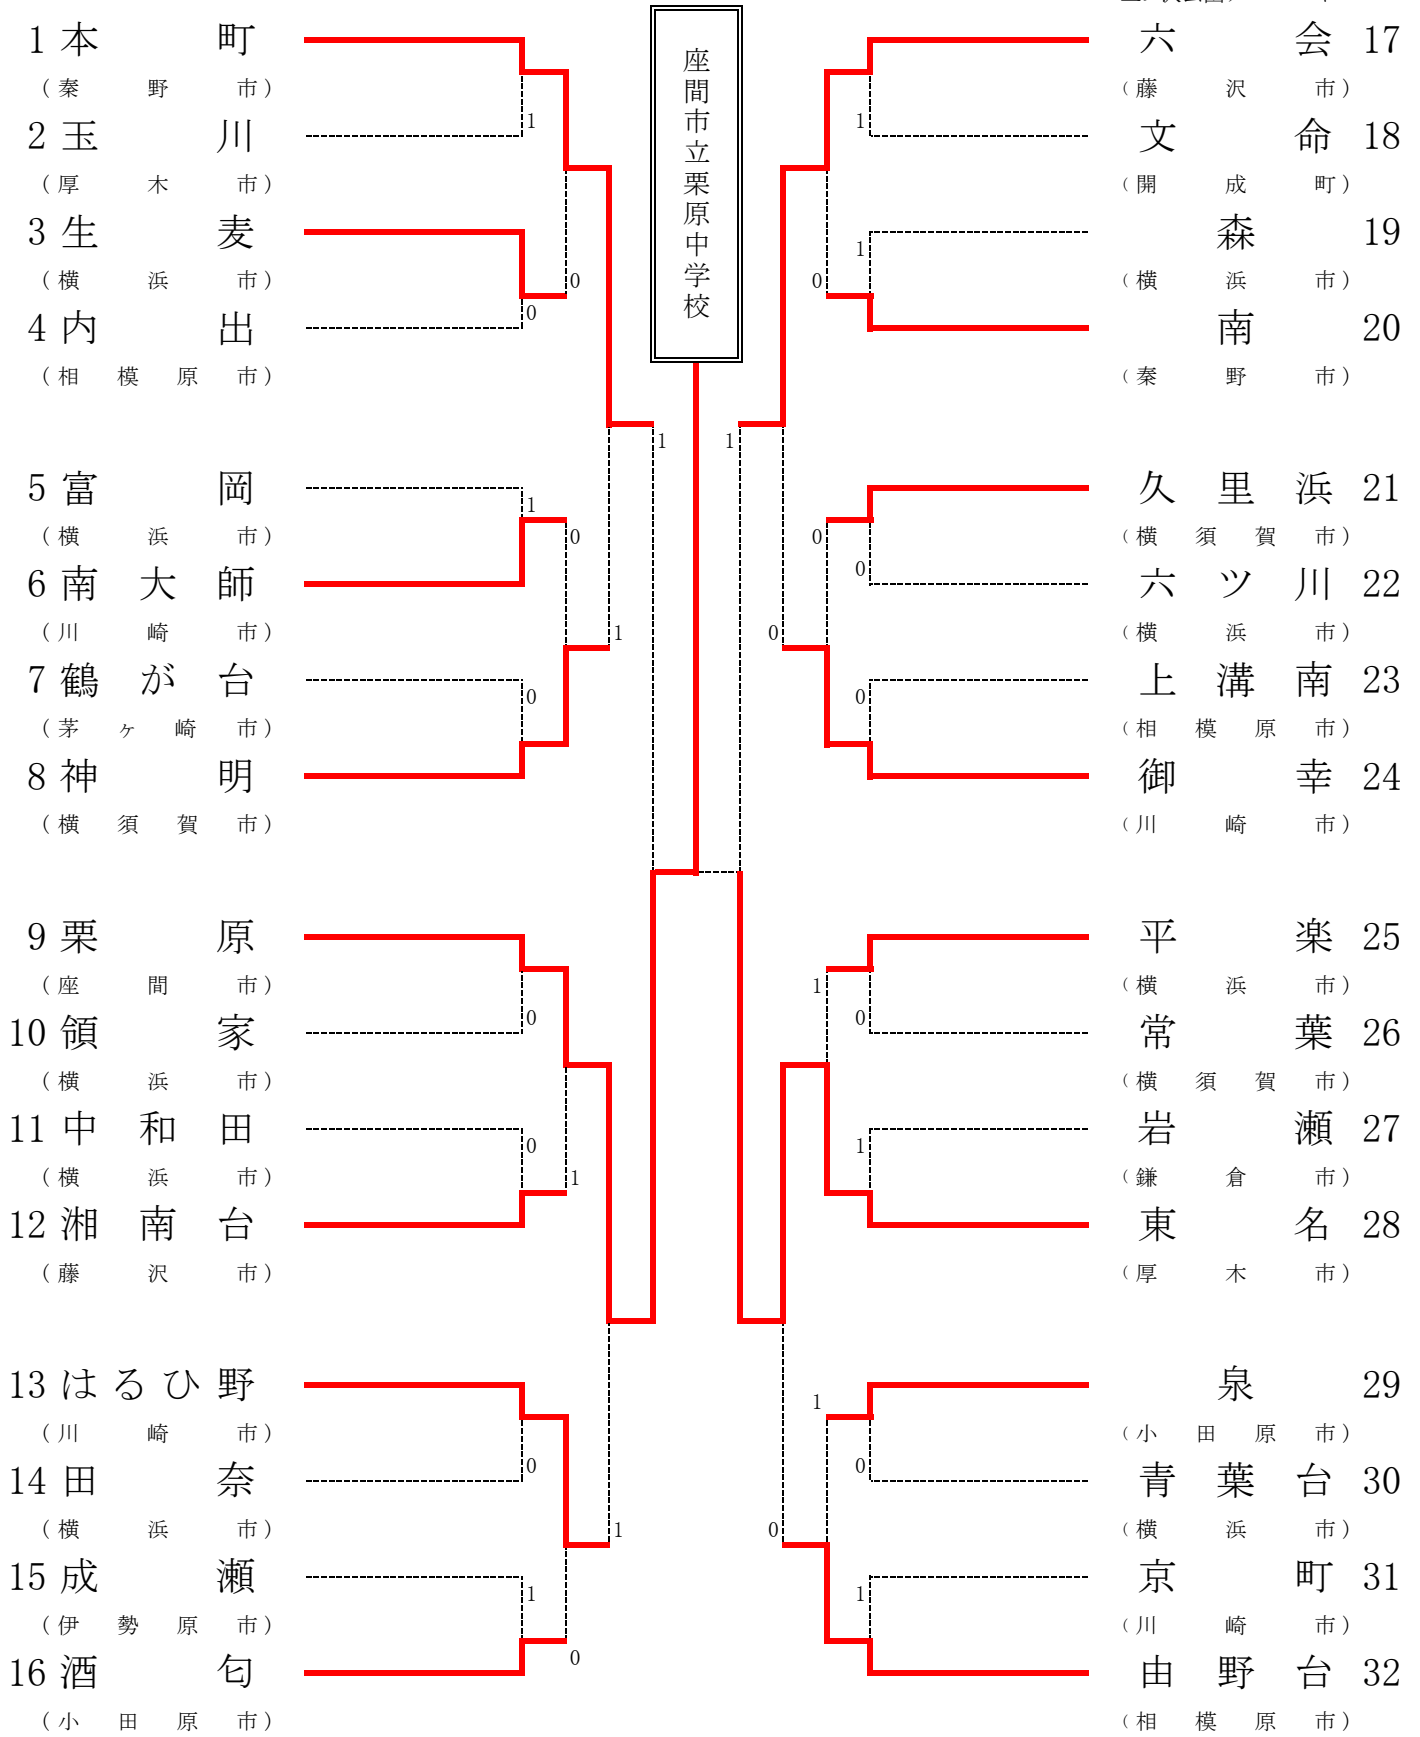 座間市立栗原中学校
1 本町
(秦野市)
2 玉川
(厚木市)
3 生麦
(横浜市)
4 内出
(相模原市)
5 富岡
(横浜市)
6 南大師
(川崎市)
7 鶴が台
(茅ヶ崎市)
8 神明
(横須賀市)
9 栗原
(座間市)
10 領家
(横浜市)
11 中和田
(横浜市)
12 湘南台
(藤沢市)
13 はるひ野
(川崎市)
14 田奈
(横浜市)
15 成瀬
(伊勢原市)
16 酒匂
(小田原市)
1
0
0
1
0
1
0
1
0
0
1
0
1
1
0
1
1
0
1
0
0
0
0
0
1
0
1
1
0
1
0
1
六会 17
(藤沢市)
文命 18
(開成町)
森 19
(横浜市)
南 20
(秦野市)
久里浜 21
(横須賀市)
六ツ川 22
(横浜市)
上溝南 23
(相模原市)
御幸 24
(川崎市)
平楽 25
(横浜市)
常葉 26
(横須賀市)
岩瀬 27
(鎌倉市)
東名 28
(厚木市)
泉 29
(小田原市)
青葉台 30
(横浜市)
京町 31
(川崎市)
由野台 32
(相模原市)